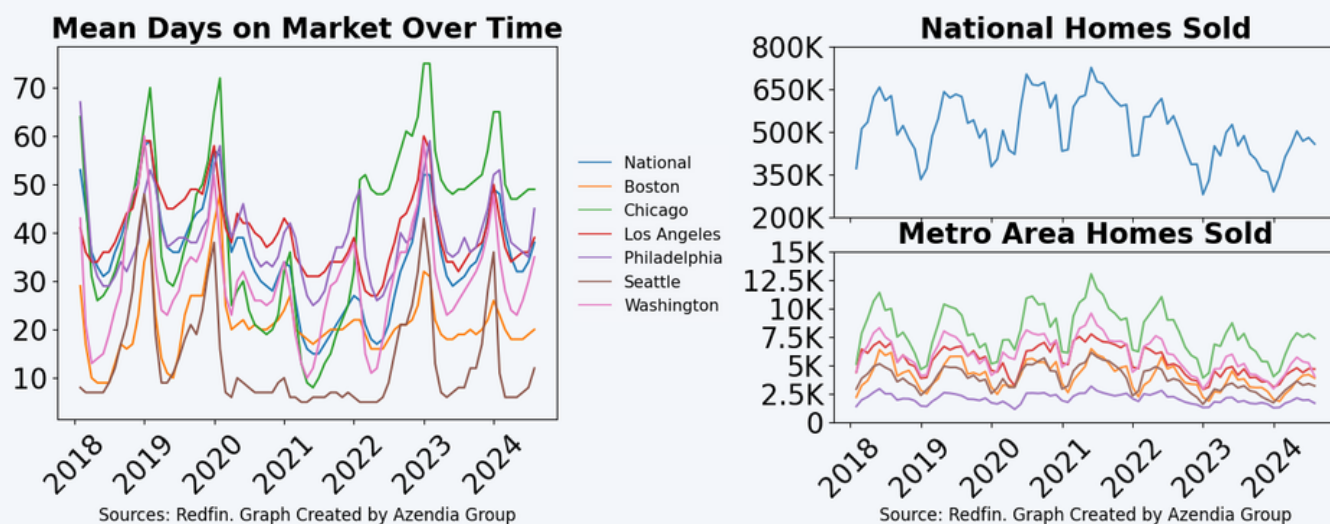 Mean Days on Market Over Time
70
60
50
40
30
20
10
2018
2019
2020
2021
2022
2023
2024
Sources: Redfin. Graph Created by Azendia Group
National
Boston
Chicago
Los Angeles
Philadelphia
Seattle
Washington
National Homes Sold
800K
650K
500K
350K
200K
Metro Area Homes Sold
15K
12.5K
10K
7.5K
5K
2.5K
0
2018
2019
2020
2021
2022
2023
2024
Sources: Redfin. Graph Created by Azendia Group